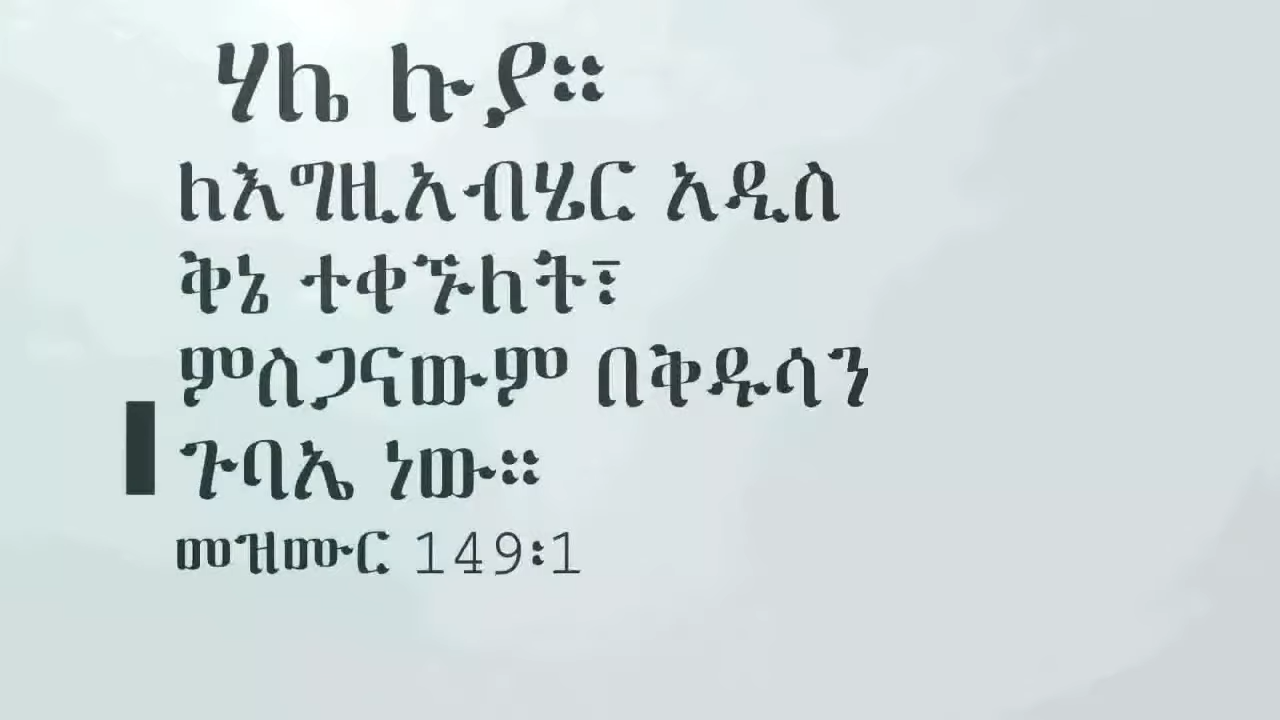 ሃሌ ሉያ።
ለእግዚአብሄር አዲስ
ቅኔ ተቀኙለት፣
ምስጋናውም በቅዱሳን
ጉባኤ ነው።
መዝሙር 149፡1